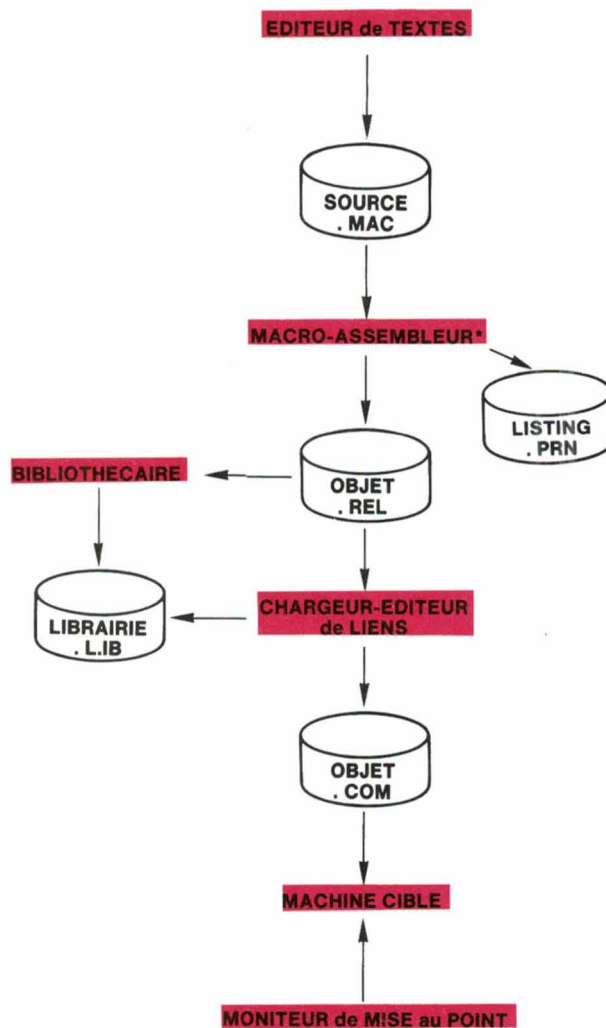 EDITEUR de TEXTES
SOURCE
. MAC
MACRO-ASSEMBLEUR*
LISTING
. PRN
BIBLIOTHECAIRE
OBJET
. REL
CHARGEUR-EDITEUR
de LIENS
LIBRAIRIE
. L.IB
OBJET
. COM
MACHINE CIBLE
MONITEUR de MISE au POINT